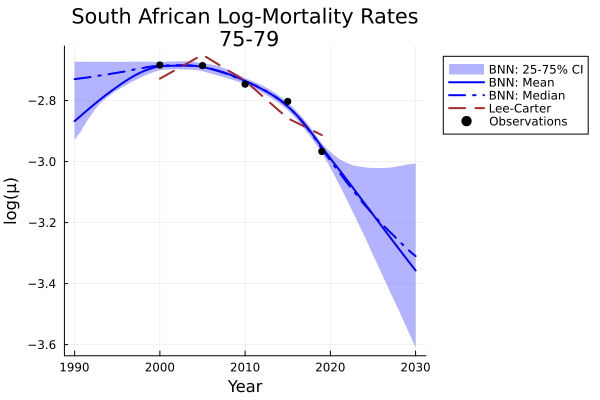 South African Log-Mortality Rates
75-79
BNN: 25-75% CI
BNN: Mean
BNN: Median
Lee-Carter
Observations
log(μ)
−2.8
−3.0
−3.2
−3.4
−3.6
1990 2000 2010 2020 2030
Year